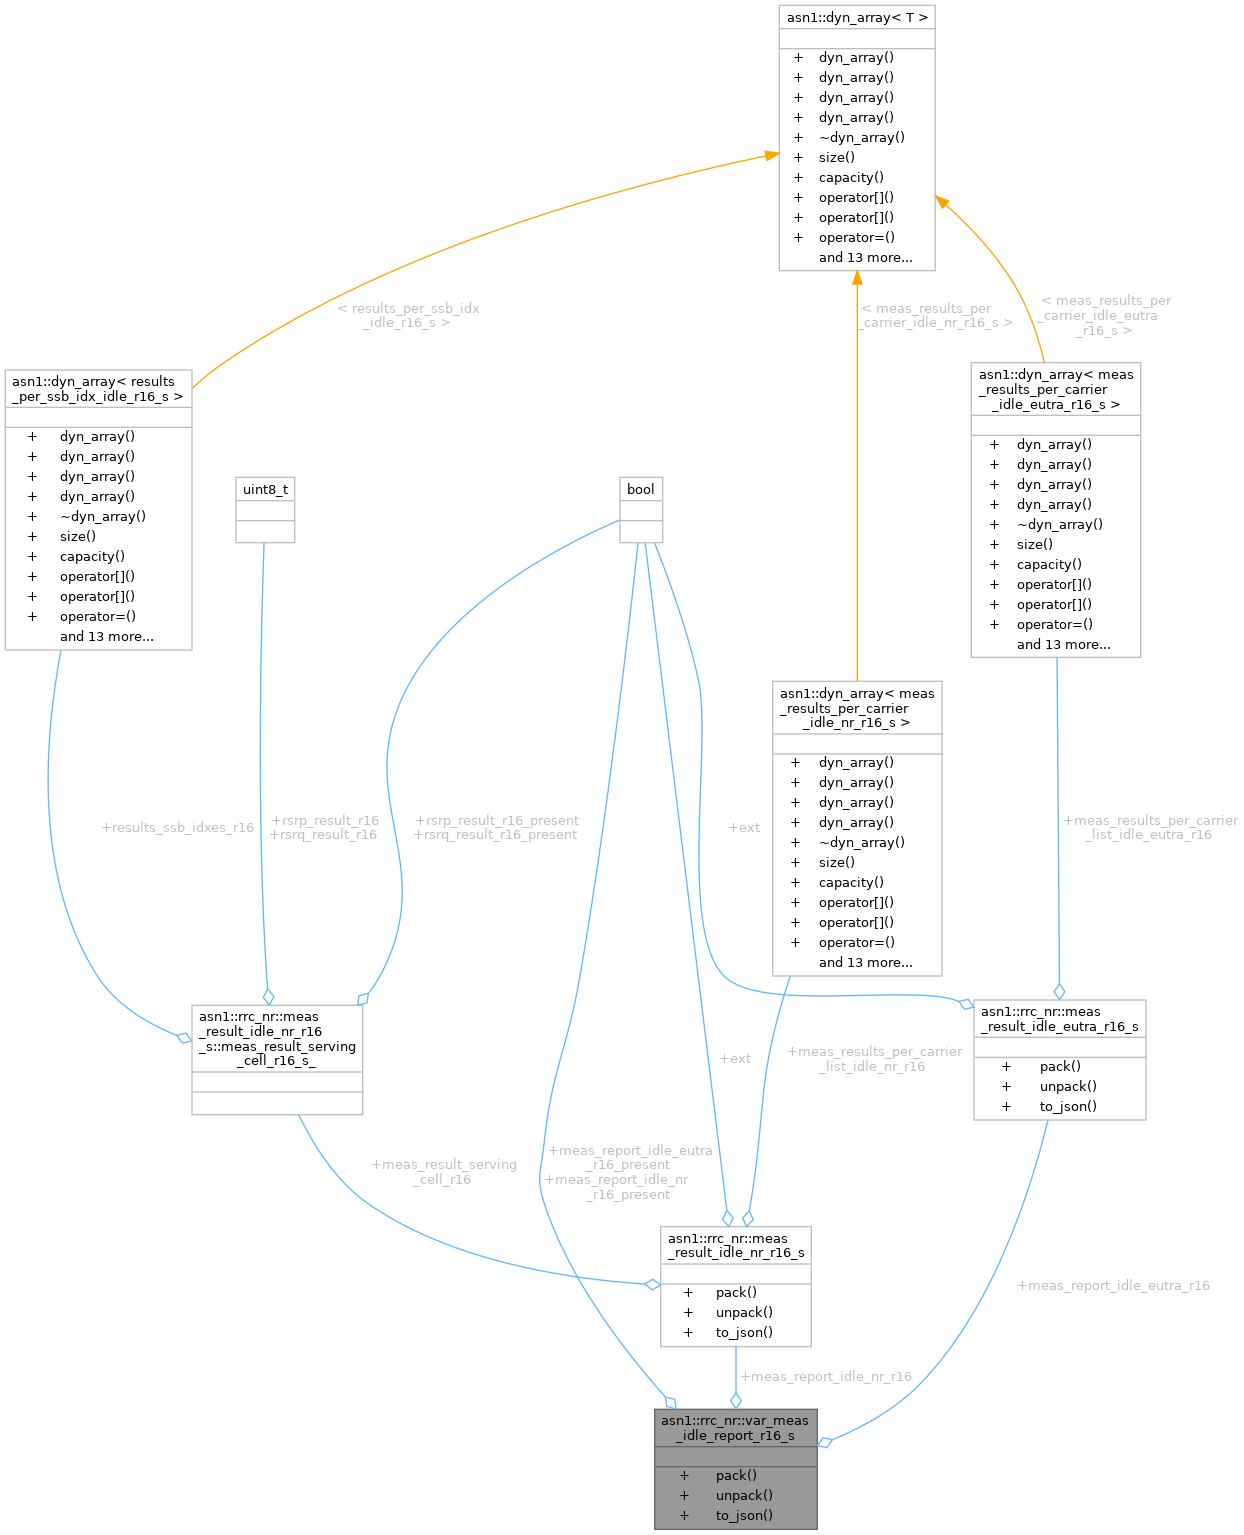 asn1::dyn_array< T >
+ dyn_array()
+ dyn_array()
+ dyn_array()
+ dyn_array()
+ ~dyn_array()
+ size()
+ capacity()
+ operator[]()
+ operator[]()
+ operator=()
and 13 more...
< results_per_ssb_idx
_idle_r16_s >
< meas_results_per
_carrier_idle_nr_r16_s >
< meas_results_per
_carrier_idle_eutra
_r16_s >
asn1::dyn_array< results
_per_ssb_idx_idle_r16_s >
+ dyn_array()
+ dyn_array()
+ dyn_array()
+ dyn_array()
+ ~dyn_array()
+ size()
+ capacity()
+ operator[]()
+ operator[]()
+ operator=()
and 13 more...
uint8_t
bool
asn1::dyn_array< meas
_results_per_carrier
_idle_eutra_r16_s >
+ dyn_array()
+ dyn_array()
+ dyn_array()
+ dyn_array()
+ ~dyn_array()
+ size()
+ capacity()
+ operator[]()
+ operator[]()
+ operator=()
and 13 more...
asn1::dyn_array< meas
_results_per_carrier
_idle_nr_r16_s >
+ dyn_array()
+ dyn_array()
+ dyn_array()
+ dyn_array()
+ ~dyn_array()
+ size()
+ capacity()
+ operator[]()
+ operator[]()
+ operator=()
and 13 more...
+results_ssb_idxes_r16
+rsrp_result_r16
+rsrq_result_r16
+rsrp_result_r16_present
+rsrq_result_r16_present
+ext
+meas_results_per_carrier
_list_idle_eutra_r16
asn1::rrc_nr::meas
_result_idle_nr_r16
_s::meas_result_serving
_cell_r16_s_
asn1::rrc_nr::meas
_result_idle_eutra_r16_s
+ pack()
+ unpack()
+ to_json()
+ext
+meas_results_per_carrier
_list_idle_nr_r16
+meas_result_serving
_cell_r16
+meas_report_idle_eutra
_r16_present
+meas_report_idle_nr
_r16_present
asn1::rrc_nr::meas
_result_idle_nr_r16_s
+ pack()
+ unpack()
+ to_json()
+meas_report_idle_eutra_r16
+meas_report_idle_nr_r16
asn1::rrc_nr::var_meas
_idle_report_r16_s
+ pack()
+ unpack()
+ to_json()